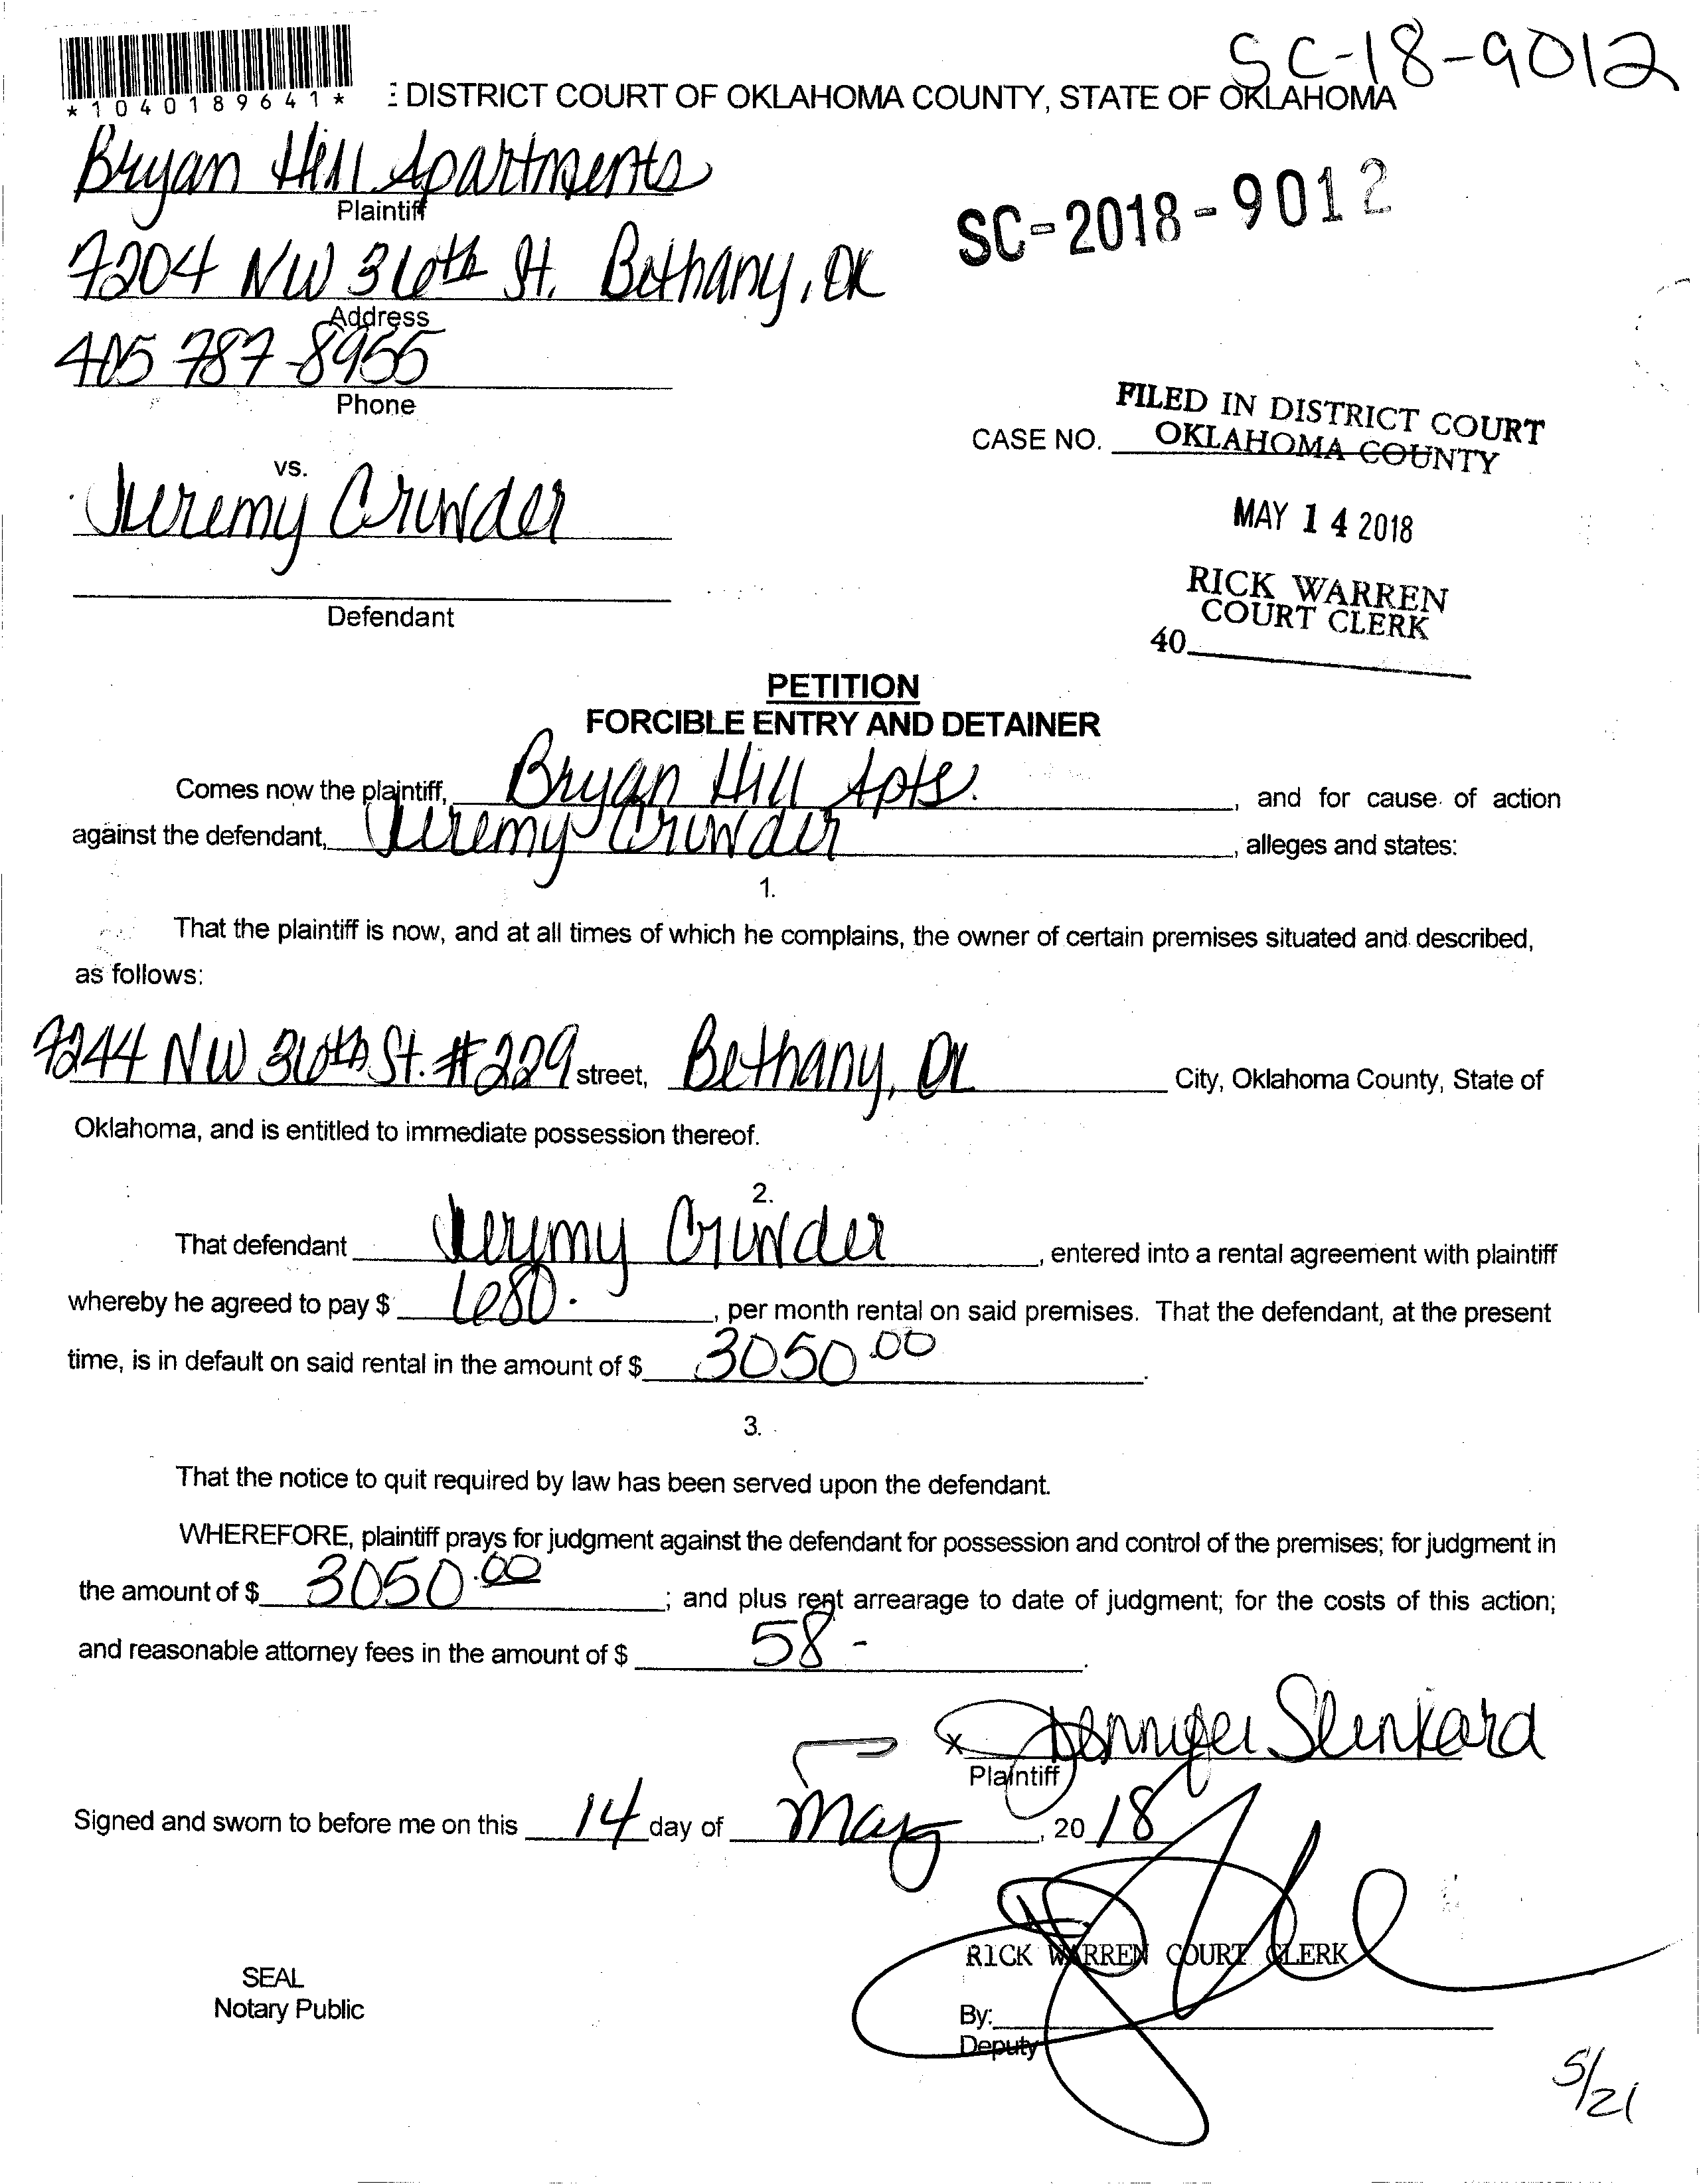 SC-18-9012
*1040189641*
E DISTRICT COURT OF OKLAHOMA COUNTY, STATE OF OKLAHOMA
Bryan Hill Apartments
Plaintiff
SC-2018-9012
7204 NW 36th St. Bethany, OK
Address
405 787-8955
Phone
FILED IN DISTRICT COURT
CASE NO. OKLAHOMA COUNTY
vs.
Jeremy
MAY 14 2018
RICK WARREN
COURT CLERK
Defendant
40
PETITION
FORCIBLE ENTRY AND DETAINER
Comes now the plaintiff, Bryan Hill Apts. , and for cause of action
against the defendant, Jeremy , alleges and states:
1.
That the plaintiff is now, and at all times of which he complains, the owner of certain premises situated and described,
as follows:
7244 NW 36th St. #229 street, Bethany, OK City, Oklahoma County, State of
Oklahoma, and is entitled to immediate possession thereof.
2.
That defendant Jeremy , entered into a rental agreement with plaintiff
whereby he agreed to pay $ 680. , per month rental on said premises. That the defendant, at the present
time, is in default on said rental in the amount of $ 3050.00 .
3.
That the notice to quit required by law has been served upon the defendant.
WHEREFORE, plaintiff prays for judgment against the defendant for possession and control of the premises; for judgment in
the amount of $ 3050.00 ; and plus rent arrearage to date of judgment; for the costs of this action;
and reasonable attorney fees in the amount of $ 58- .
x Jennifer Slinkard
Plaintiff
Signed and sworn to before me on this 14 day of May , 20 18
RICK WARREN COURT CLERK
SEAL
Notary Public
By:
Deputy
5/21